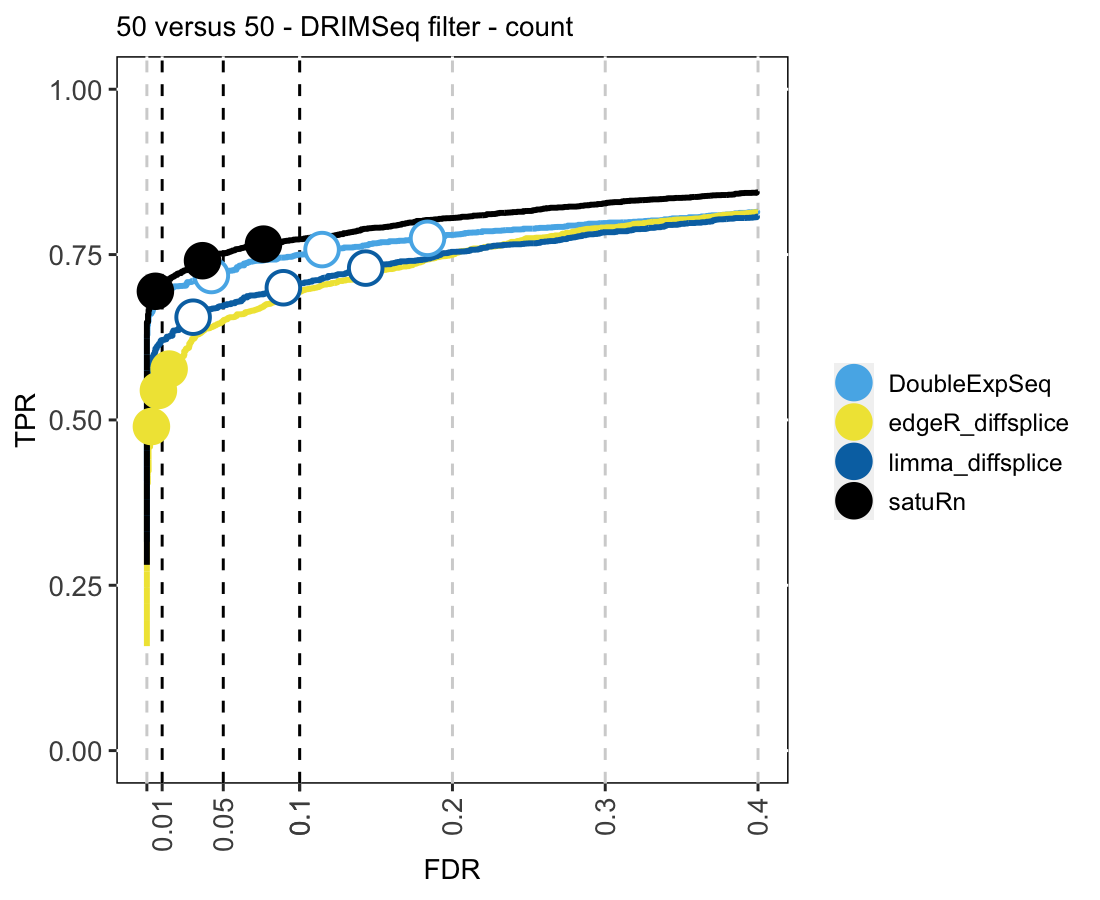 50 versus 50 - DRIMSeq filter - count
1.00
0.75
0.50
0.25
0.00
TPR
0.01
0.05
0.1
0.2
0.3
0.4
FDR
DoubleExpSeq
edgeR_diffsplice
limma_diffsplice
satuRn